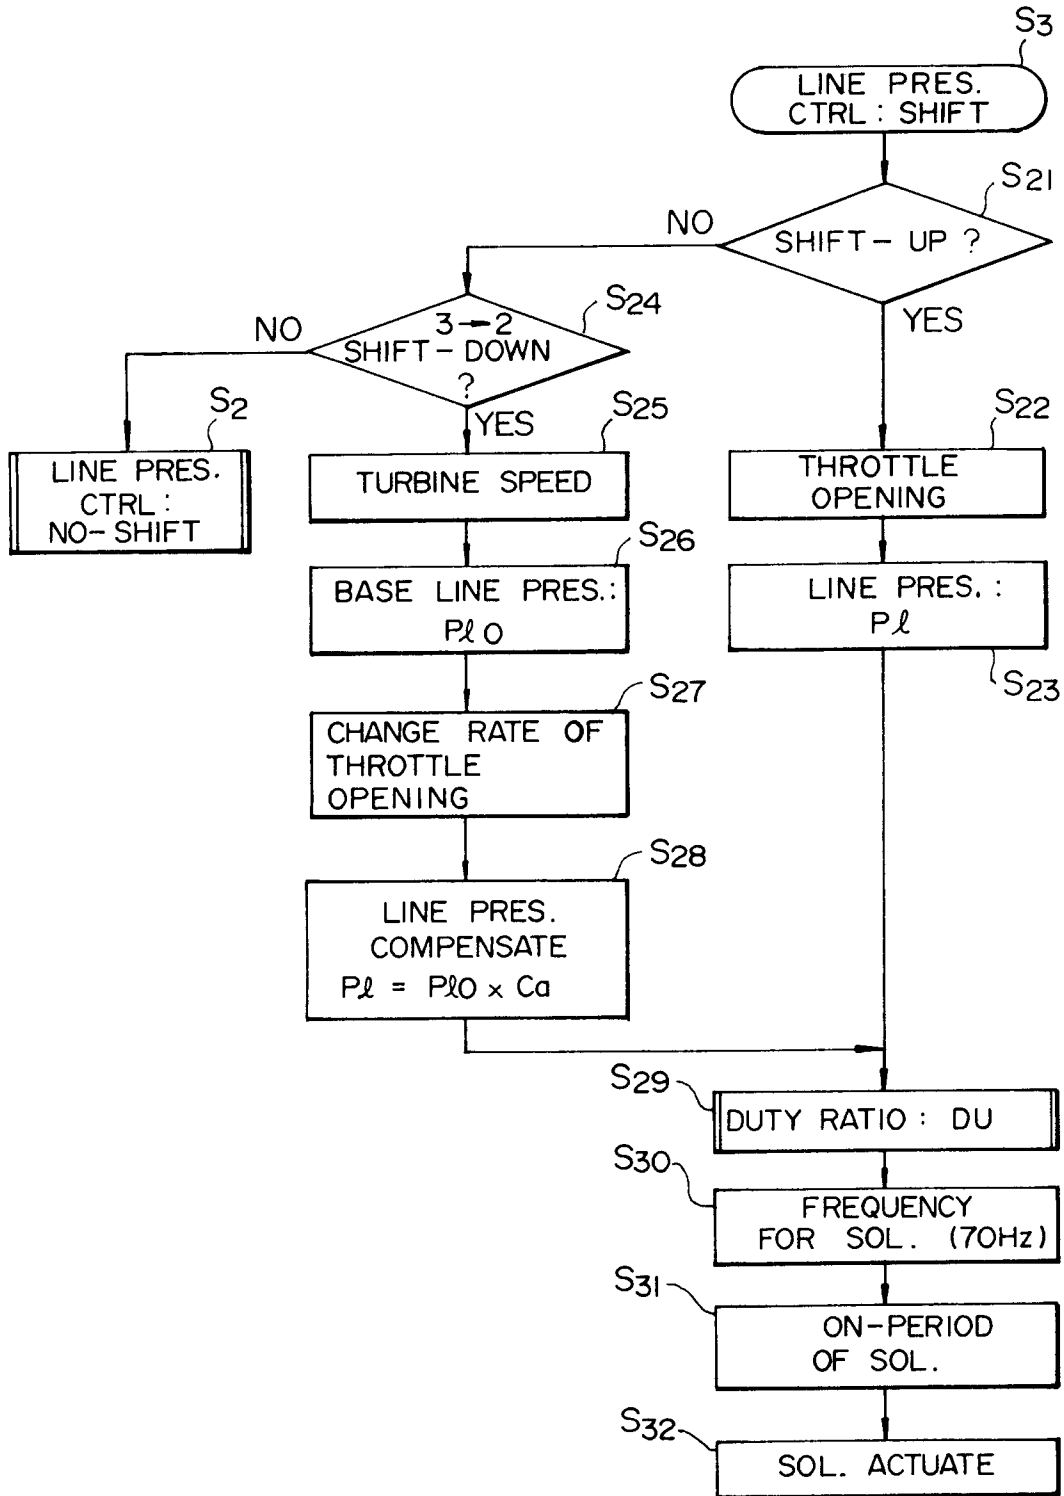 S3
LINE PRES.
CTRL : SHIFT
S21
SHIFT-UP ?
NO
YES
S24
3→2
SHIFT-DOWN
?
NO
YES
S2
LINE PRES.
CTRL :
NO-SHIFT
S25
TURBINE SPEED
S22
THROTTLE
OPENING
S26
BASE LINE PRES.:
PℓO
LINE PRES. :
Pℓ
S23
S27
CHANGE RATE OF
THROTTLE
OPENING
S28
LINE PRES.
COMPENSATE
Pℓ = PℓO × Ca
S29
DUTY RATIO : DU
S30
FREQUENCY
FOR SOL. (70Hz)
S31
ON-PERIOD
OF SOL.
S32
SOL. ACTUATE